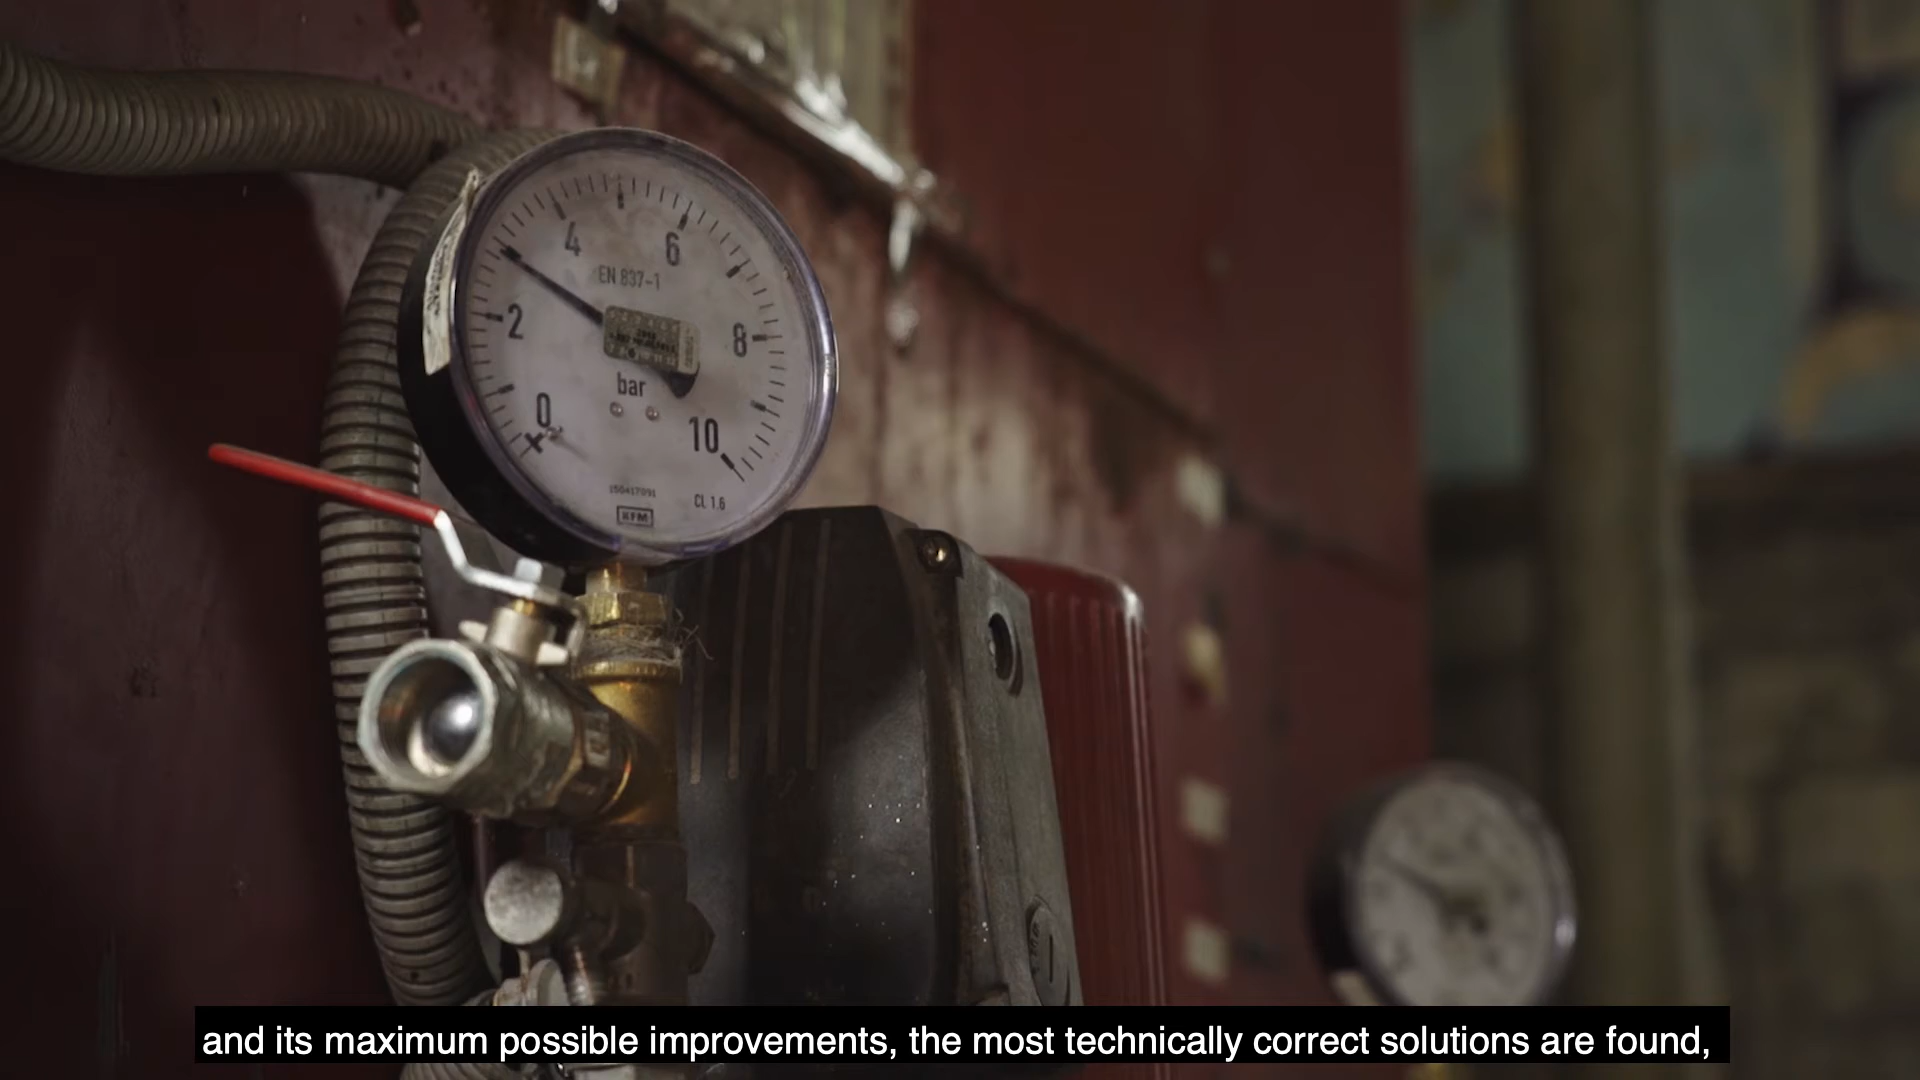 4
6
EN 837-1
2
8
bar
0
10
150417091
CL 1.6
KFM
and its maximum possible improvements, the most technically correct solutions are found,